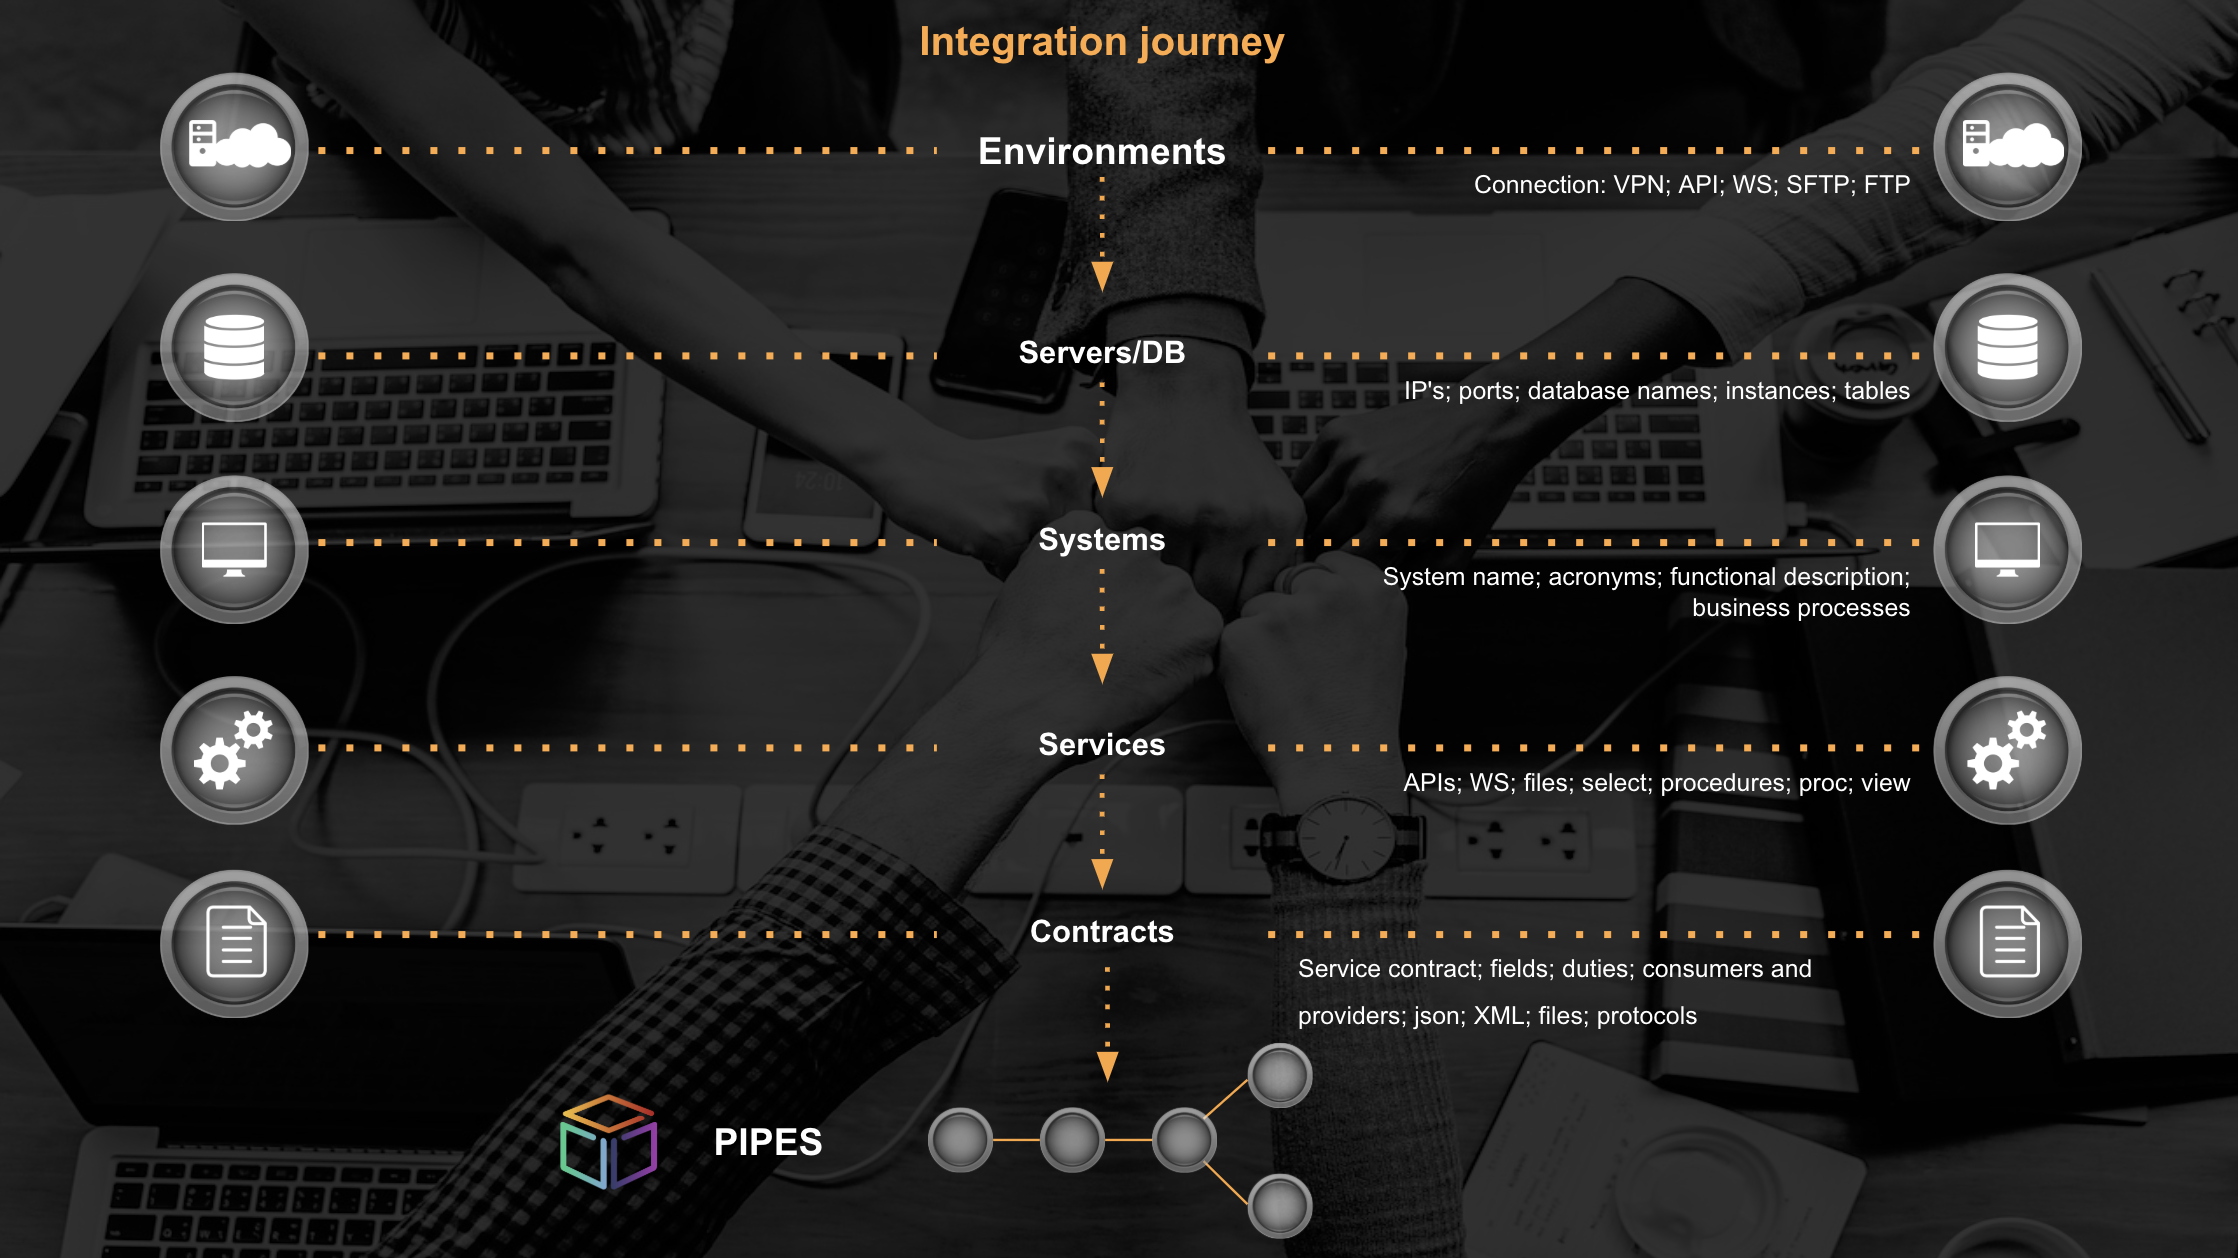 Integration journey
Environments
Connection: VPN; API; WS; SFTP; FTP
Servers/DB
IP's; ports; database names; instances; tables
Systems
System name; acronyms; functional description;
business processes
Services
APIs; WS; files; select; procedures; proc; view
Contracts
Service contract; fields; duties; consumers and
providers; json; XML; files; protocols
PIPES